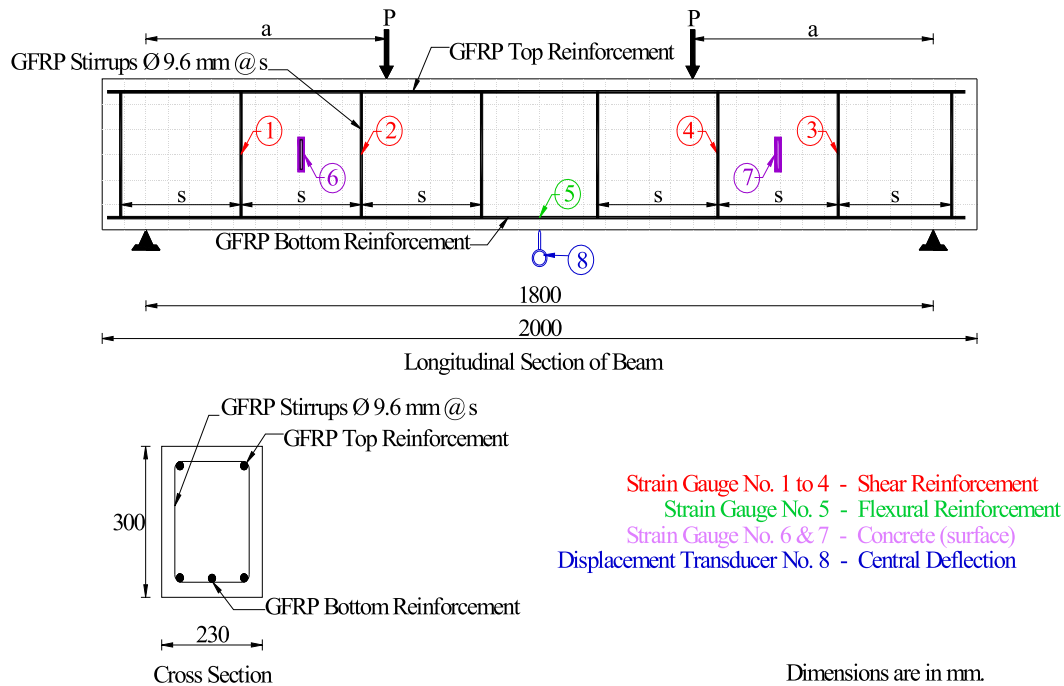 P
P
a
a
GFRP Top Reinforcement
GFRP Stirrups Ø 9.6 mm @ s
1
2
4
3
6
7
s
s
s
s
s
s
5
GFRP Bottom Reinforcement
8
1800
2000
Longitudinal Section of Beam
GFRP Stirrups Ø 9.6 mm @ s
GFRP Top Reinforcement
300
GFRP Bottom Reinforcement
230
Cross Section
Strain Gauge No. 1 to 4 - Shear Reinforcement
Strain Gauge No. 5 - Flexural Reinforcement
Strain Gauge No. 6 & 7 - Concrete (surface)
Displacement Transducer No. 8 - Central Deflection
Dimensions are in mm.